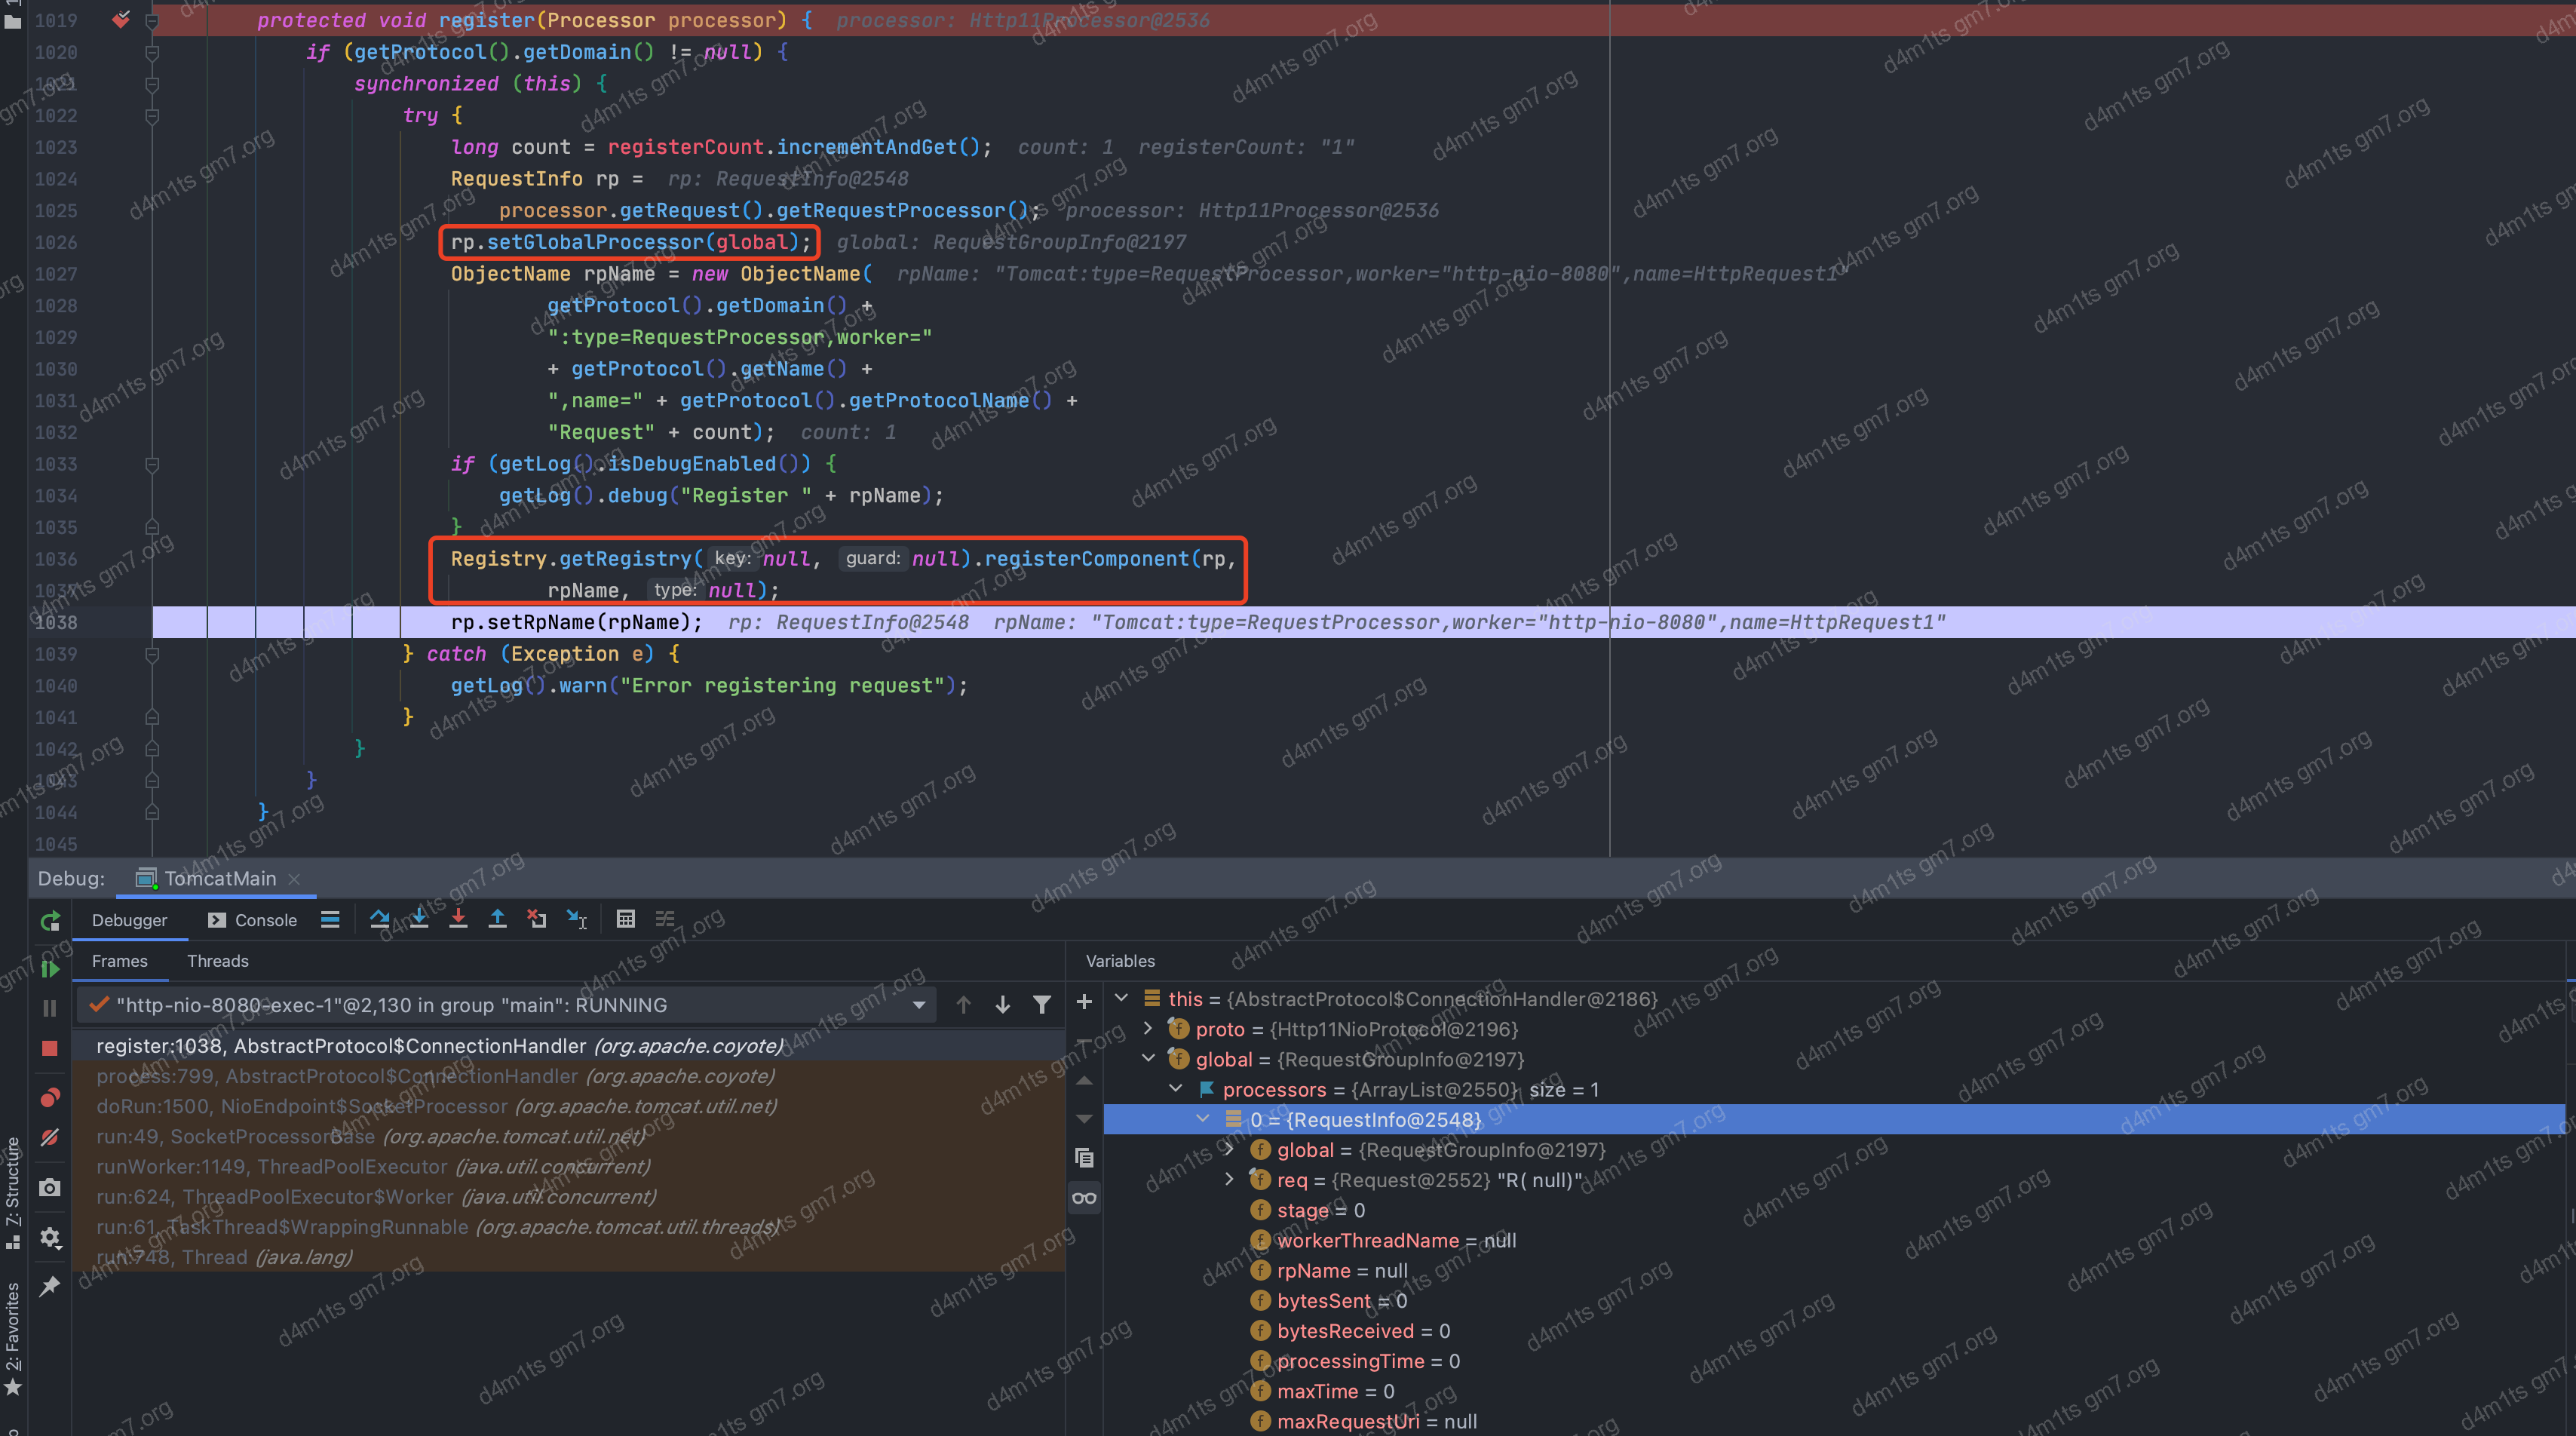 1019 protected void register(Processor processor) { processor: Http11Processor@2536
1020 if (getProtocol().getDomain() != null) {
1021 synchronized (this) {
1022 try {
1023 long count = registerCount.incrementAndGet(); count: 1 registerCount: "1"
1024 RequestInfo rp = rp: RequestInfo@2548
1025 processor.getRequest().getRequestProcessor(); processor: Http11Processor@2536
1026 rp.setGlobalProcessor(global); global: RequestGroupInfo@2197
1027 ObjectName rpName = new ObjectName( rpName: "Tomcat:type=RequestProcessor,worker="http-nio-8080",name=HttpRequest1"
1028 getProtocol().getDomain() +
1029 ":type=RequestProcessor,worker="
1030 + getProtocol().getName() +
1031 ",name=" + getProtocol().getProtocolName() +
1032 "Request" + count); count: 1
1033 if (getLog().isDebugEnabled()) {
1034 getLog().debug("Register " + rpName);
1035 }
1036 Registry.getRegistry( key: null, guard: null).registerComponent(rp,
1037 rpName, type: null);
1038 rp.setRpName(rpName); rp: RequestInfo@2548 rpName: "Tomcat:type=RequestProcessor,worker="http-nio-8080",name=HttpRequest1"
1039 } catch (Exception e) {
1040 getLog().warn("Error registering request");
1041 }
1042 }
1043 }
1044 }
1045
Debug: TomcatMain
Debugger Console
Frames Threads
"http-nio-8080-exec-1"@2,130 in group "main": RUNNING
register:1038, AbstractProtocol$ConnectionHandler (org.apache.coyote)
process:799, AbstractProtocol$ConnectionHandler (org.apache.coyote)
doRun:1500, NioEndpoint$SocketProcessor (org.apache.tomcat.util.net)
run:49, SocketProcessorBase (org.apache.tomcat.util.net)
runWorker:1149, ThreadPoolExecutor (java.util.concurrent)
run:624, ThreadPoolExecutor$Worker (java.util.concurrent)
run:61, TaskThread$WrappingRunnable (org.apache.tomcat.util.threads)
run:748, Thread (java.lang)
Variables
this = {AbstractProtocol$ConnectionHandler@2186}
proto = {Http11NioProtocol@2196}
global = {RequestGroupInfo@2197}
processors = {ArrayList@2550} size = 1
0 = {RequestInfo@2548}
global = {RequestGroupInfo@2197}
req = {Request@2552} "R( null)"
stage = 0
workerThreadName = null
rpName = null
bytesSent = 0
bytesReceived = 0
processingTime = 0
maxTime = 0
maxRequestUri = null
7: Structure
2: Favorites
d4m1ts gm7.org